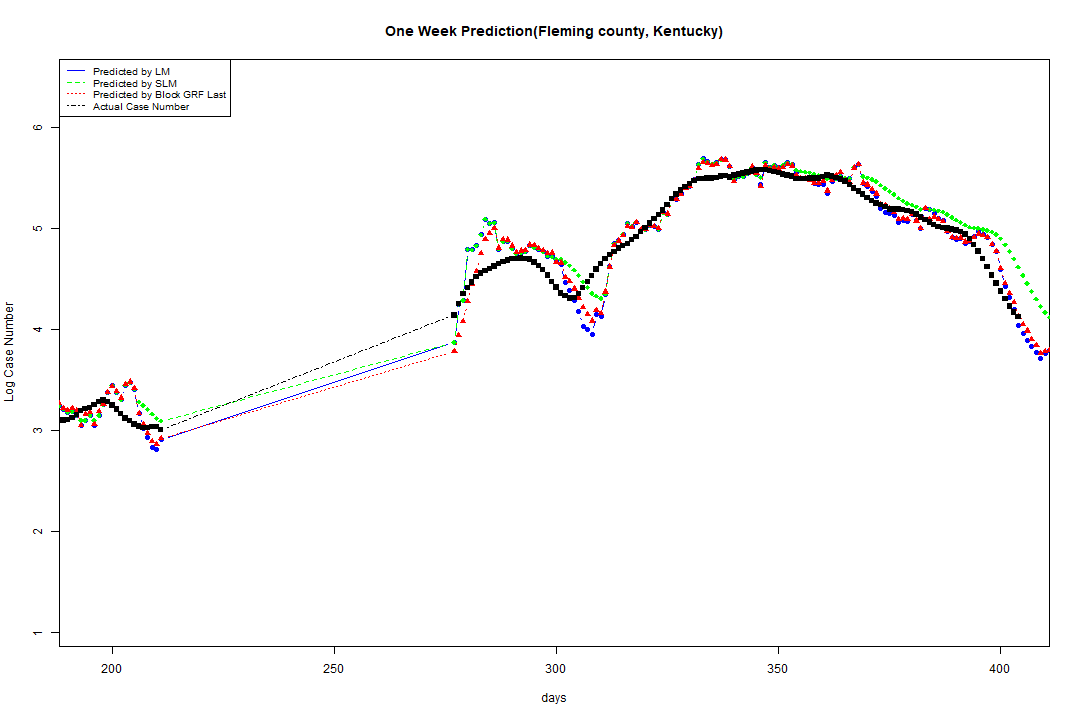 One Week Prediction(Fleming county, Kentucky)
Predicted by LM
Predicted by SLM
Predicted by Block GRF Last
Actual Case Number
Log Case Number
6
5
4
3
2
1
200 250 300 350 400
days